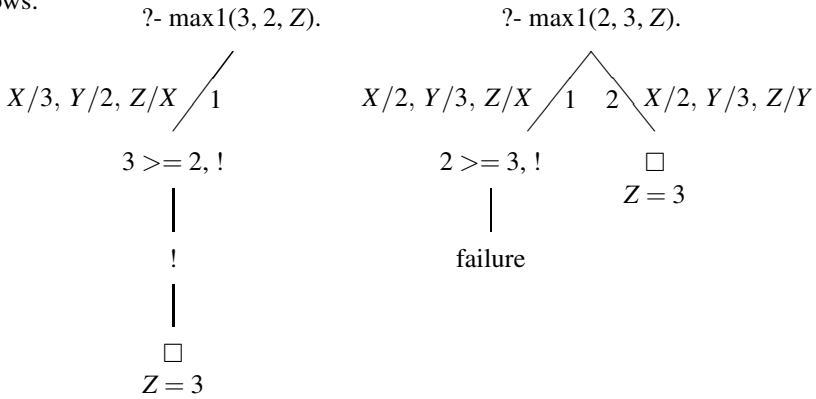 ows.
?- max1(3, 2, Z).
X/3, Y/2, Z/X
1
3 >= 2, !
!
□
Z = 3
?- max1(2, 3, Z).
X/2, Y/3, Z/X
1
2
X/2, Y/3, Z/Y
2 >= 3, !
failure
□
Z = 3